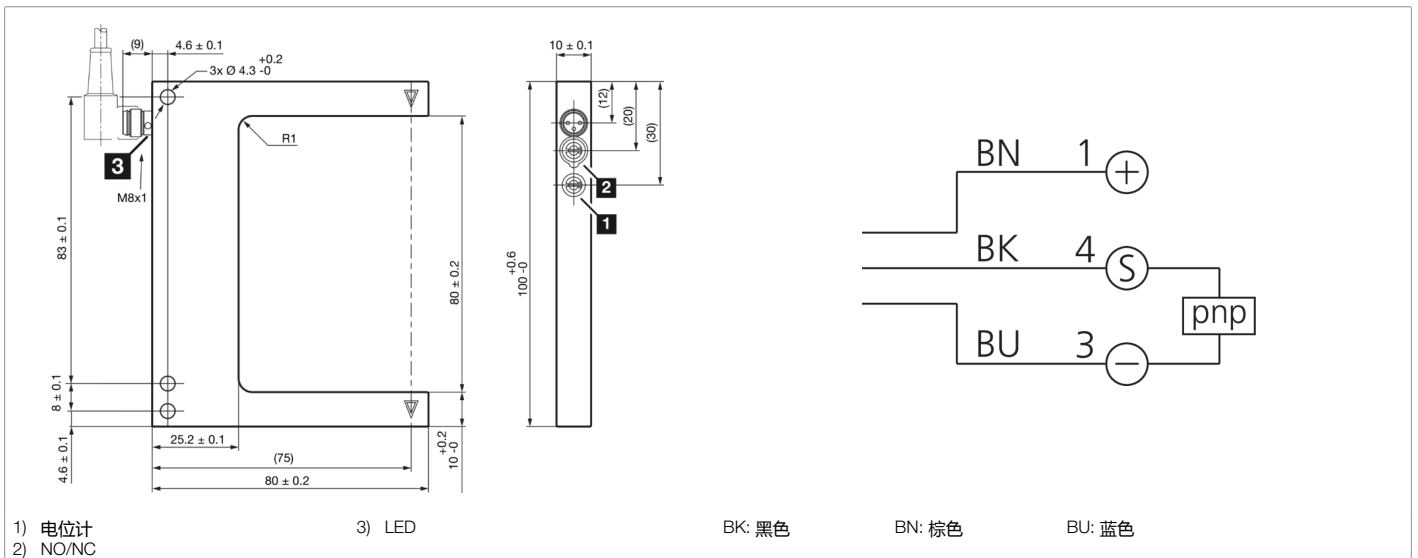 (9)
4.6 ± 0.1
3x Ø 4.3 +0.2 -0
R1
3
M8x1
83 ± 0.1
80 ± 0.2
8 ± 0.1
4.6 ± 0.1
25.2 ± 0.1
(75)
80 ± 0.2
+0.2
10 -0
10 ± 0.1
(12)
(20)
(30)
2
1
+0.6
100 -0
BN 1 +
BK 4 S
pnp
BU 3 −
1) 电位计 3) LED BK: 黑色 BN: 棕色 BU: 蓝色
2) NO/NC